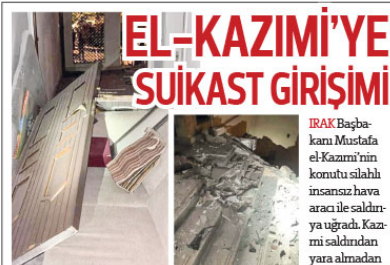 EL-KAZIMİ'YE
SUİKAST GİRİŞİMİ
IRAK Başba-
kanı Mustafa
el-Kazımi'nin
konutu silahlı
insansız hava
aracı ile saldırı-
ya uğradı. Kazı-
mi saldırıdan
yara almadan